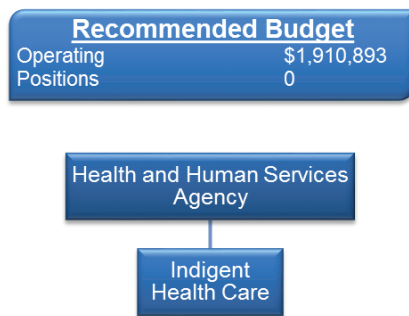 Recommended Budget
Operating $1,910,893
Positions 0
Health and Human Services
Agency
Indigent
Health Care